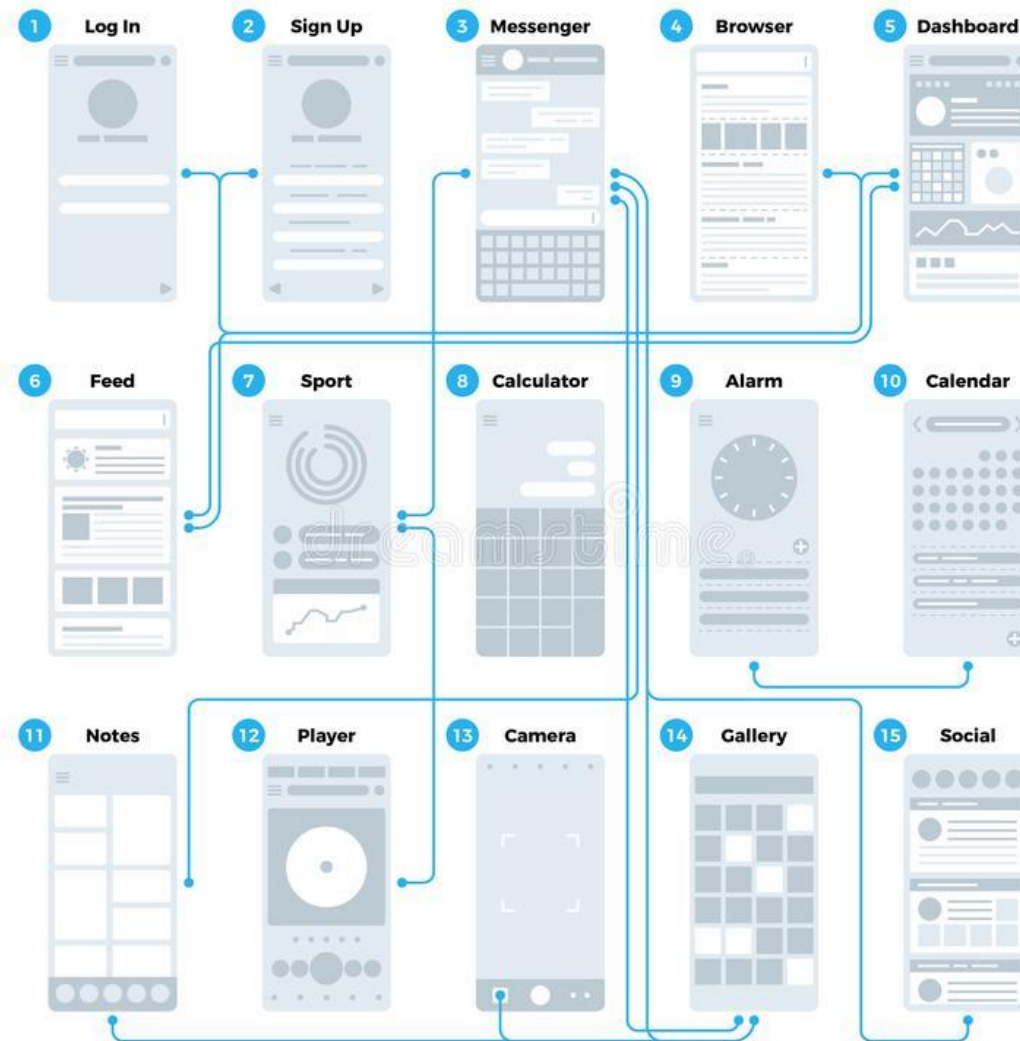 1 Log In
2 Sign Up
3 Messenger
4 Browser
5 Dashboard
6 Feed
7 Sport
8 Calculator
9 Alarm
10 Calendar
dreamstime
11 Notes
12 Player
13 Camera
14 Gallery
15 Social